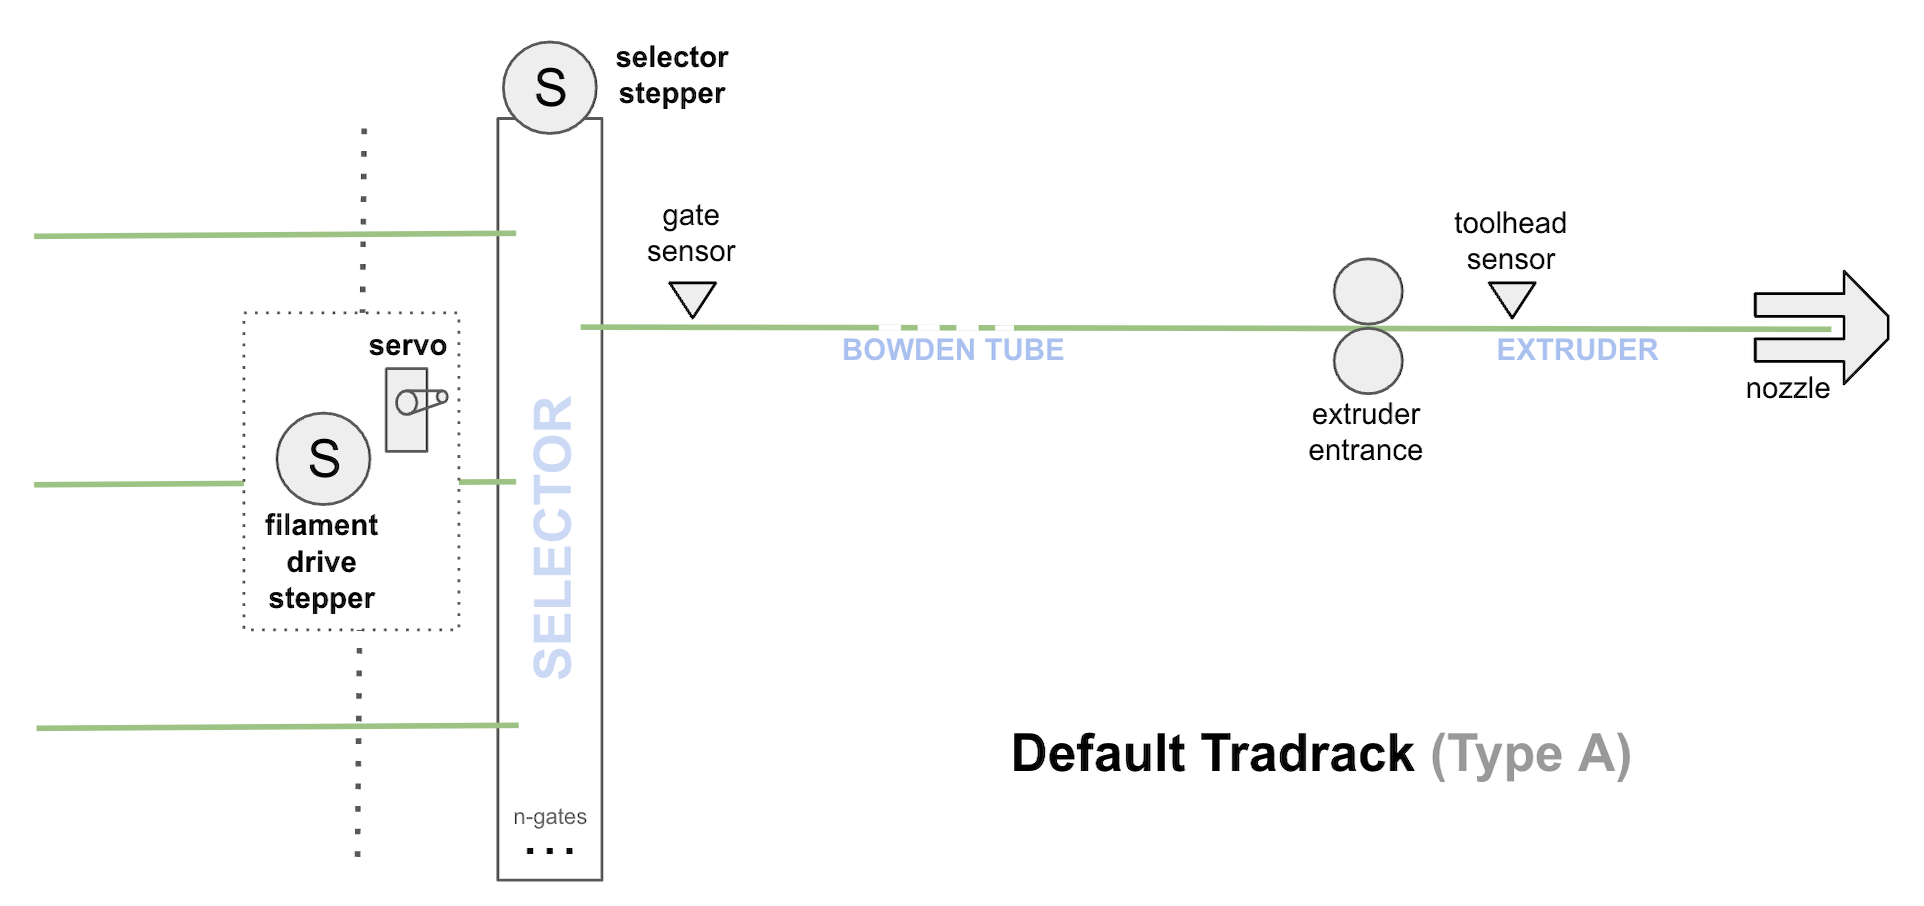 S
selector
stepper
gate
sensor
toolhead
sensor
servo
BOWDEN TUBE
EXTRUDER
nozzle
extruder
entrance
S
filament
drive
stepper
SELECTOR
Default Tradrack (Type A)
n-gates
...